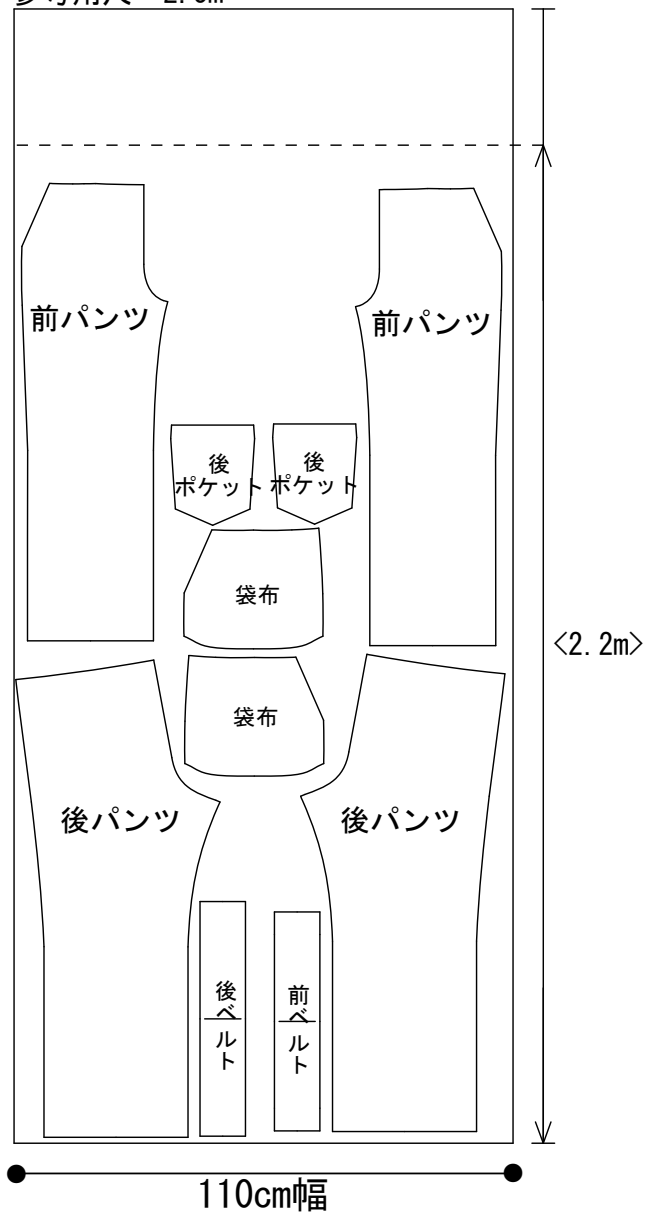 前パンツ
前パンツ
後
ポケット
後
ポケット
袋布
<2.2m>
袋布
後パンツ
後パンツ
後ベルト
前ベルト
110cm幅